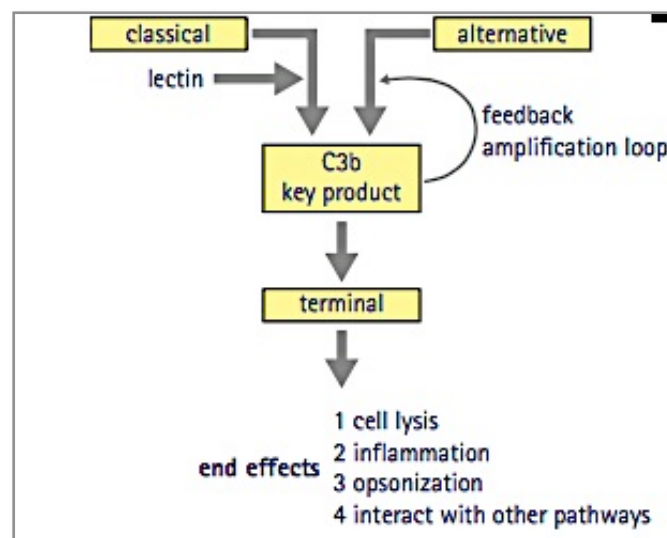 classical
alternative
lectin
feedback
amplification loop
C3b
key product
terminal
1 cell lysis
2 inflammation
end effects
3 opsonization
4 interact with other pathways